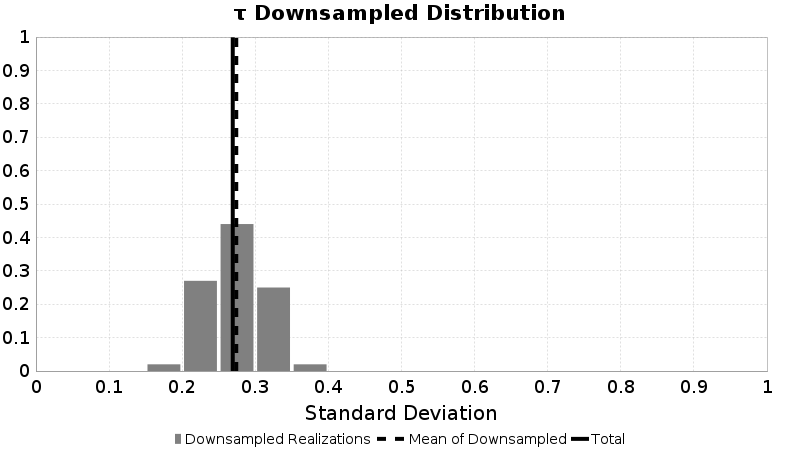 τ Downsampled Distribution
1
0.9
0.8
0.7
0.6
0.5
0.4
0.3
0.2
0.1
0
0 0.1 0.2 0.3 0.4 0.5 0.6 0.7 0.8 0.9 1
Standard Deviation
Downsampled Realizations Mean of Downsampled Total